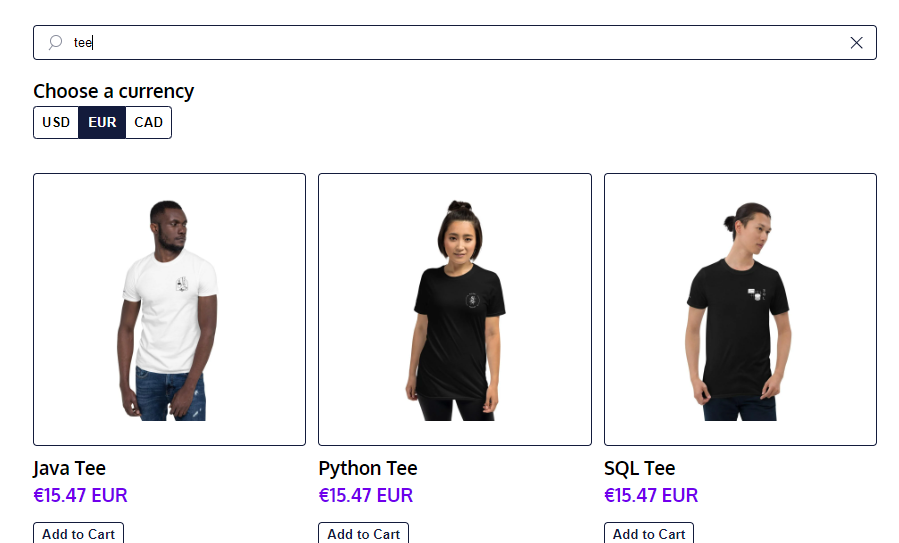 tee
Choose a currency
USD EUR CAD
Java Tee Python Tee SQL Tee
€15.47 EUR €15.47 EUR €15.47 EUR
Add to Cart Add to Cart Add to Cart